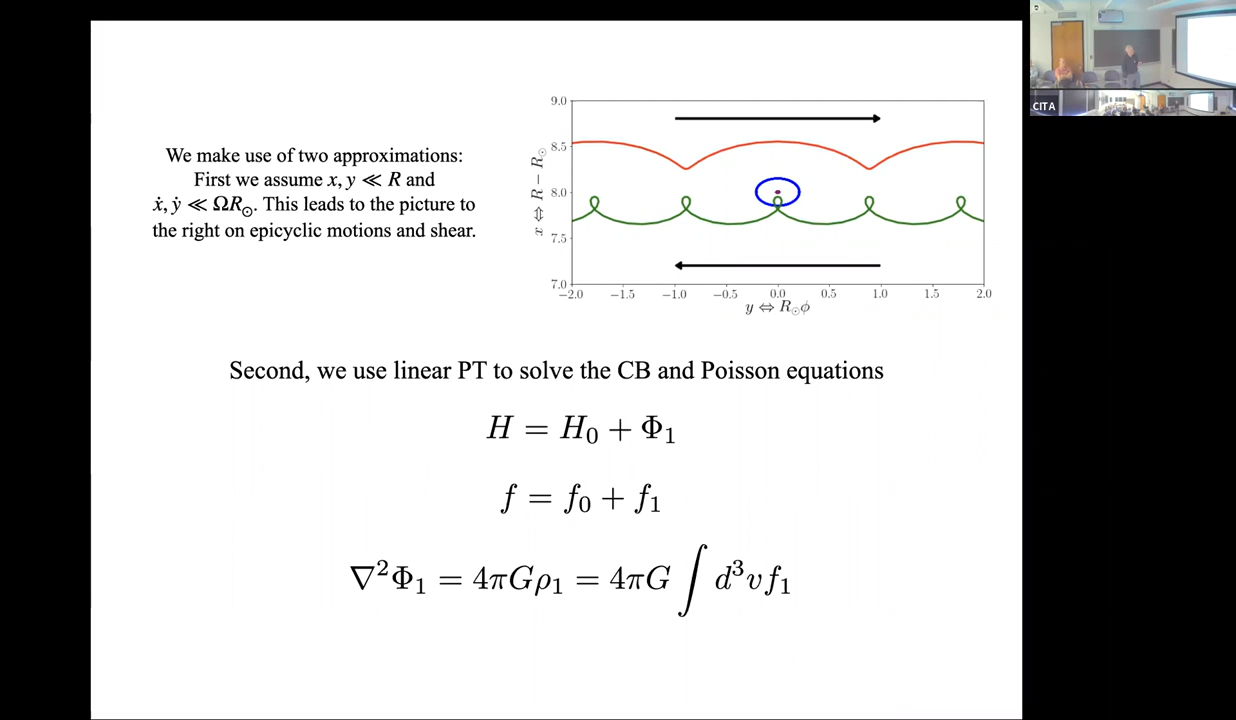 We make use of two approximations:
First we assume x, y ≪ R and
ẋ, ẏ ≪ ΩR⊙. This leads to the picture to
the right on epicyclic motions and shear.
x ⇔ R − R⊙
9.0
8.5
8.0
7.5
7.0
−2.0 −1.5 −1.0 −0.5 0.0 0.5 1.0 1.5 2.0
y ⇔ R⊙ϕ
Second, we use linear PT to solve the CB and Poisson equations
H = H₀ + Φ₁
f = f₀ + f₁
∇²Φ₁ = 4πGρ₁ = 4πG ∫ d³v f₁
CITA